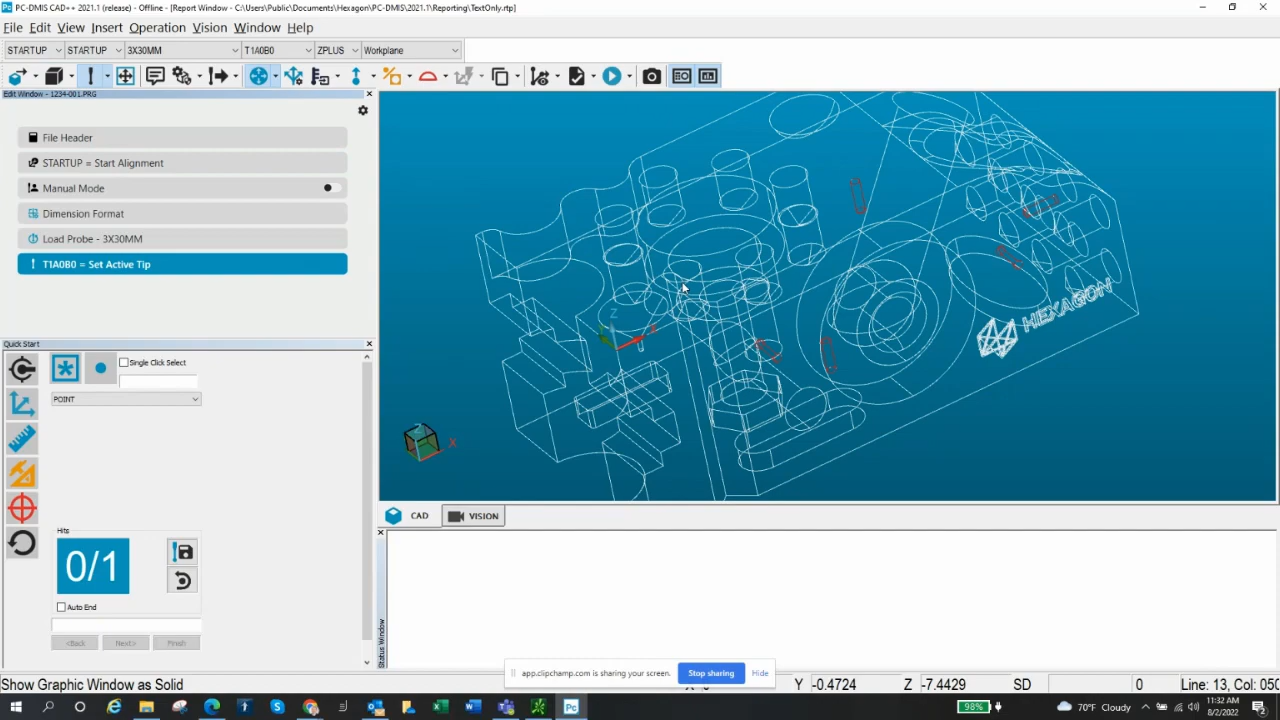 PC-DMIS CAD++ 2021.1 (release) - Offline - [Report Window - C:\Users\Public\Documents\Hexagon\PC-DMIS\2021.1\Reporting\TextOnly.rtp]
File Edit View Insert Operation Vision Window Help
STARTUP STARTUP 3X30MM T1A0B0 ZPLUS Workplane
Edit Window - 1234-001.PRG
File Header
STARTUP = Start Alignment
Manual Mode
Dimension Format
Load Probe - 3X30MM
T1A0B0 = Set Active Tip
Z
X
HEXAGON
X
Quick Start
Single Click Select
POINT
Hits
0/1
Auto End
<Back Next> Finish
CAD VISION
Status Window
app.clipchamp.com is sharing your screen. Stop sharing Hide
Show Graphic Window as Solid
Y -0.4724 Z -7.4429 SD 0 Line: 13, Col: 050
98% 70°F Cloudy
11:32 AM
8/2/2022